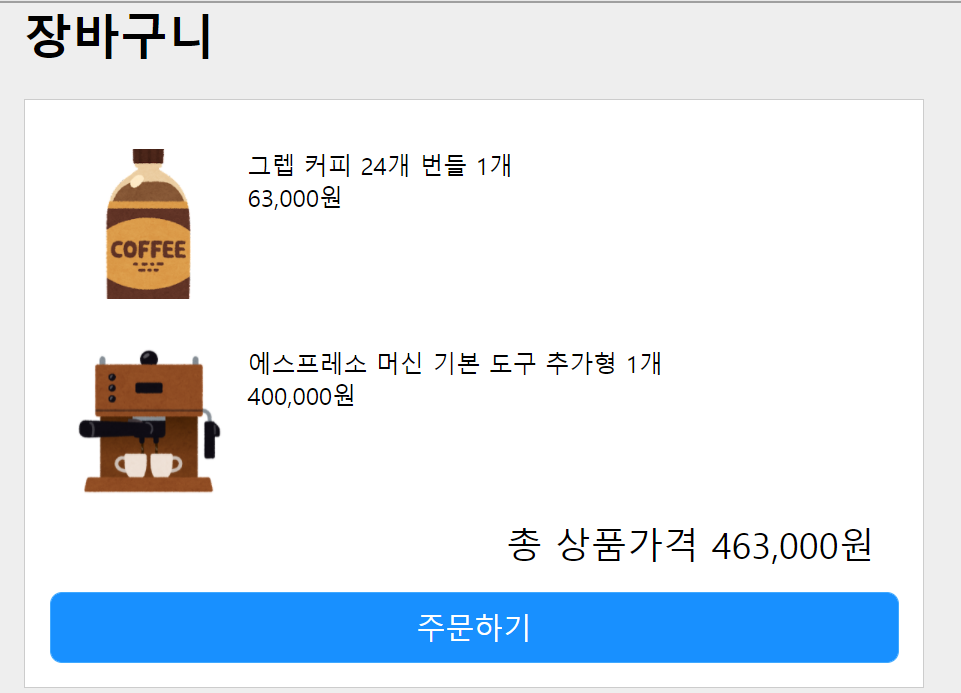 장바구니
COFFEE
그렙 커피 24개 번들 1개
63,000원
에스프레소 머신 기본 도구 추가형 1개
400,000원
총 상품가격 463,000원
주문하기